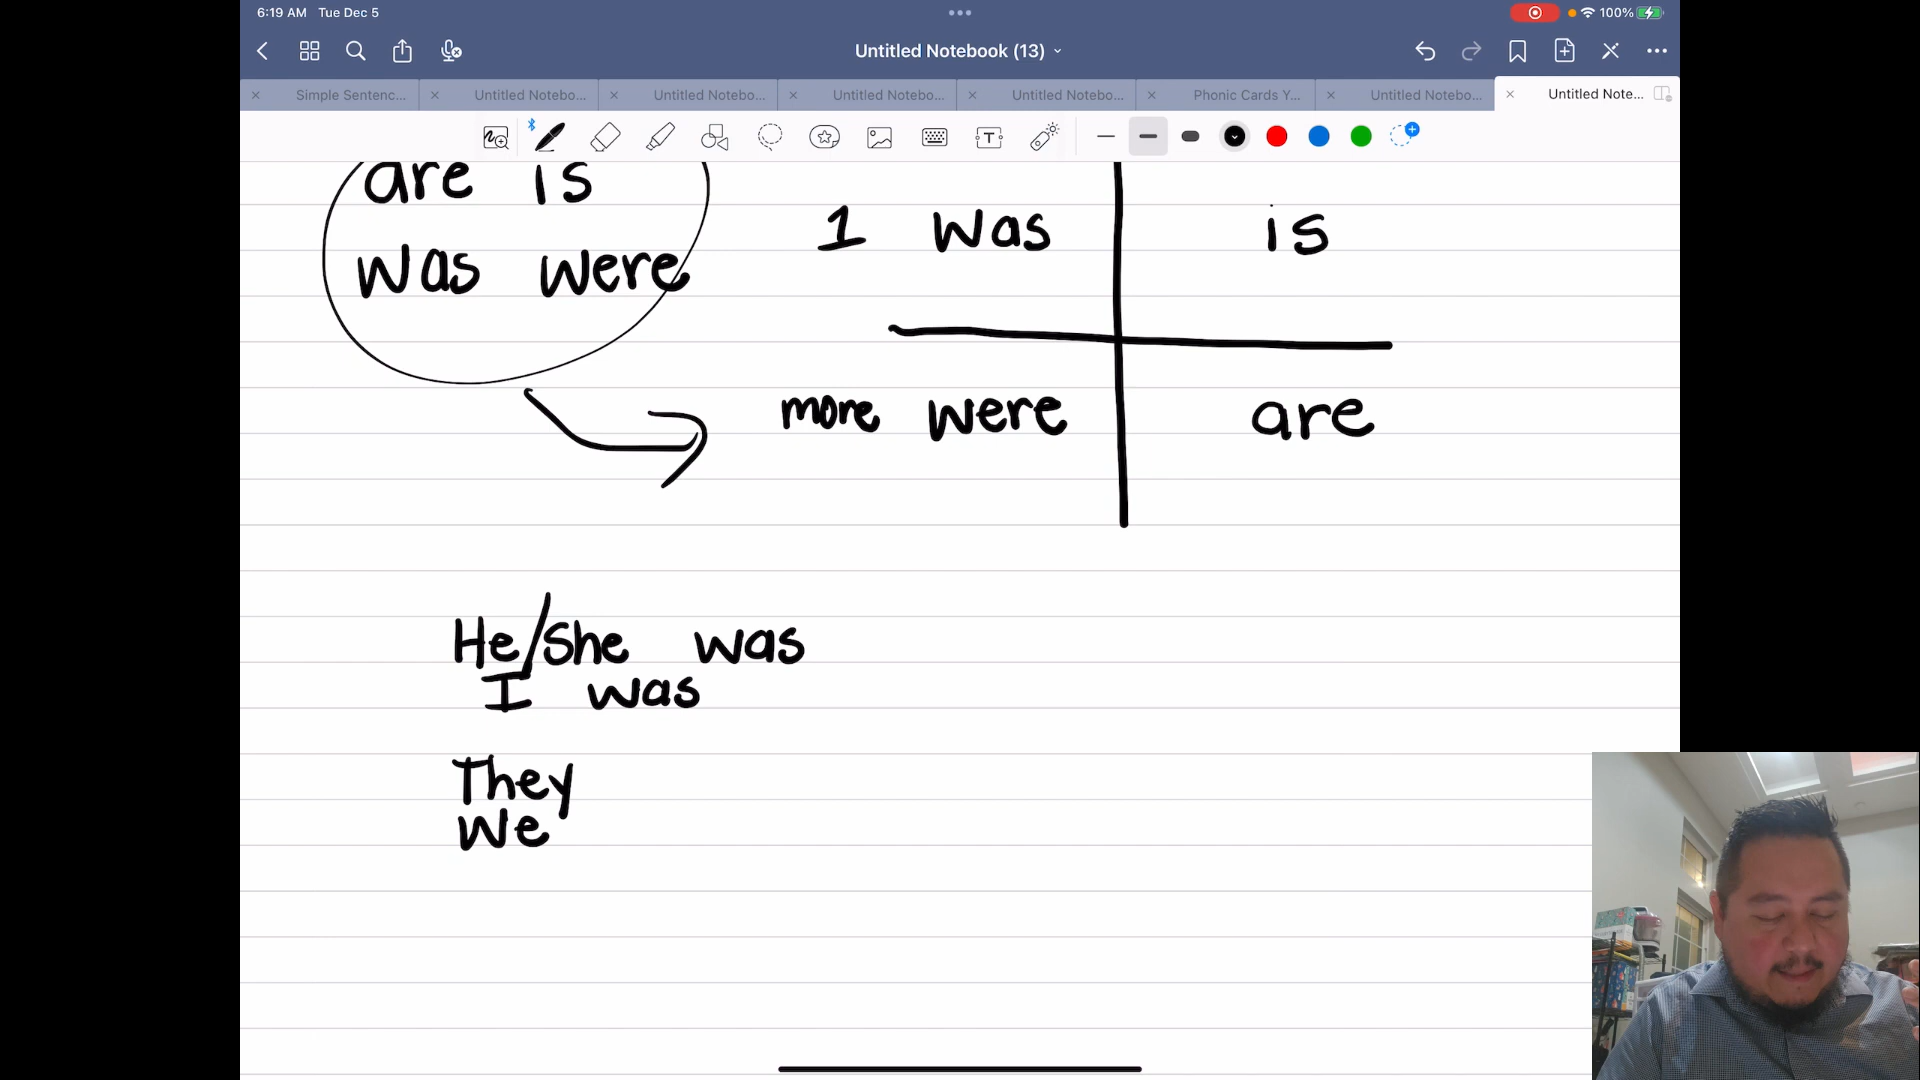 6:19 AM Tue Dec 5
100%
Untitled Notebook (13)
Simple Sentenc...
Untitled Notebo...
Untitled Notebo...
Untitled Notebo...
Untitled Notebo...
Phonic Cards Y...
Untitled Notebo...
Untitled Note...
are is
was were
1 was is
more were are
He/She was
I was
They
We